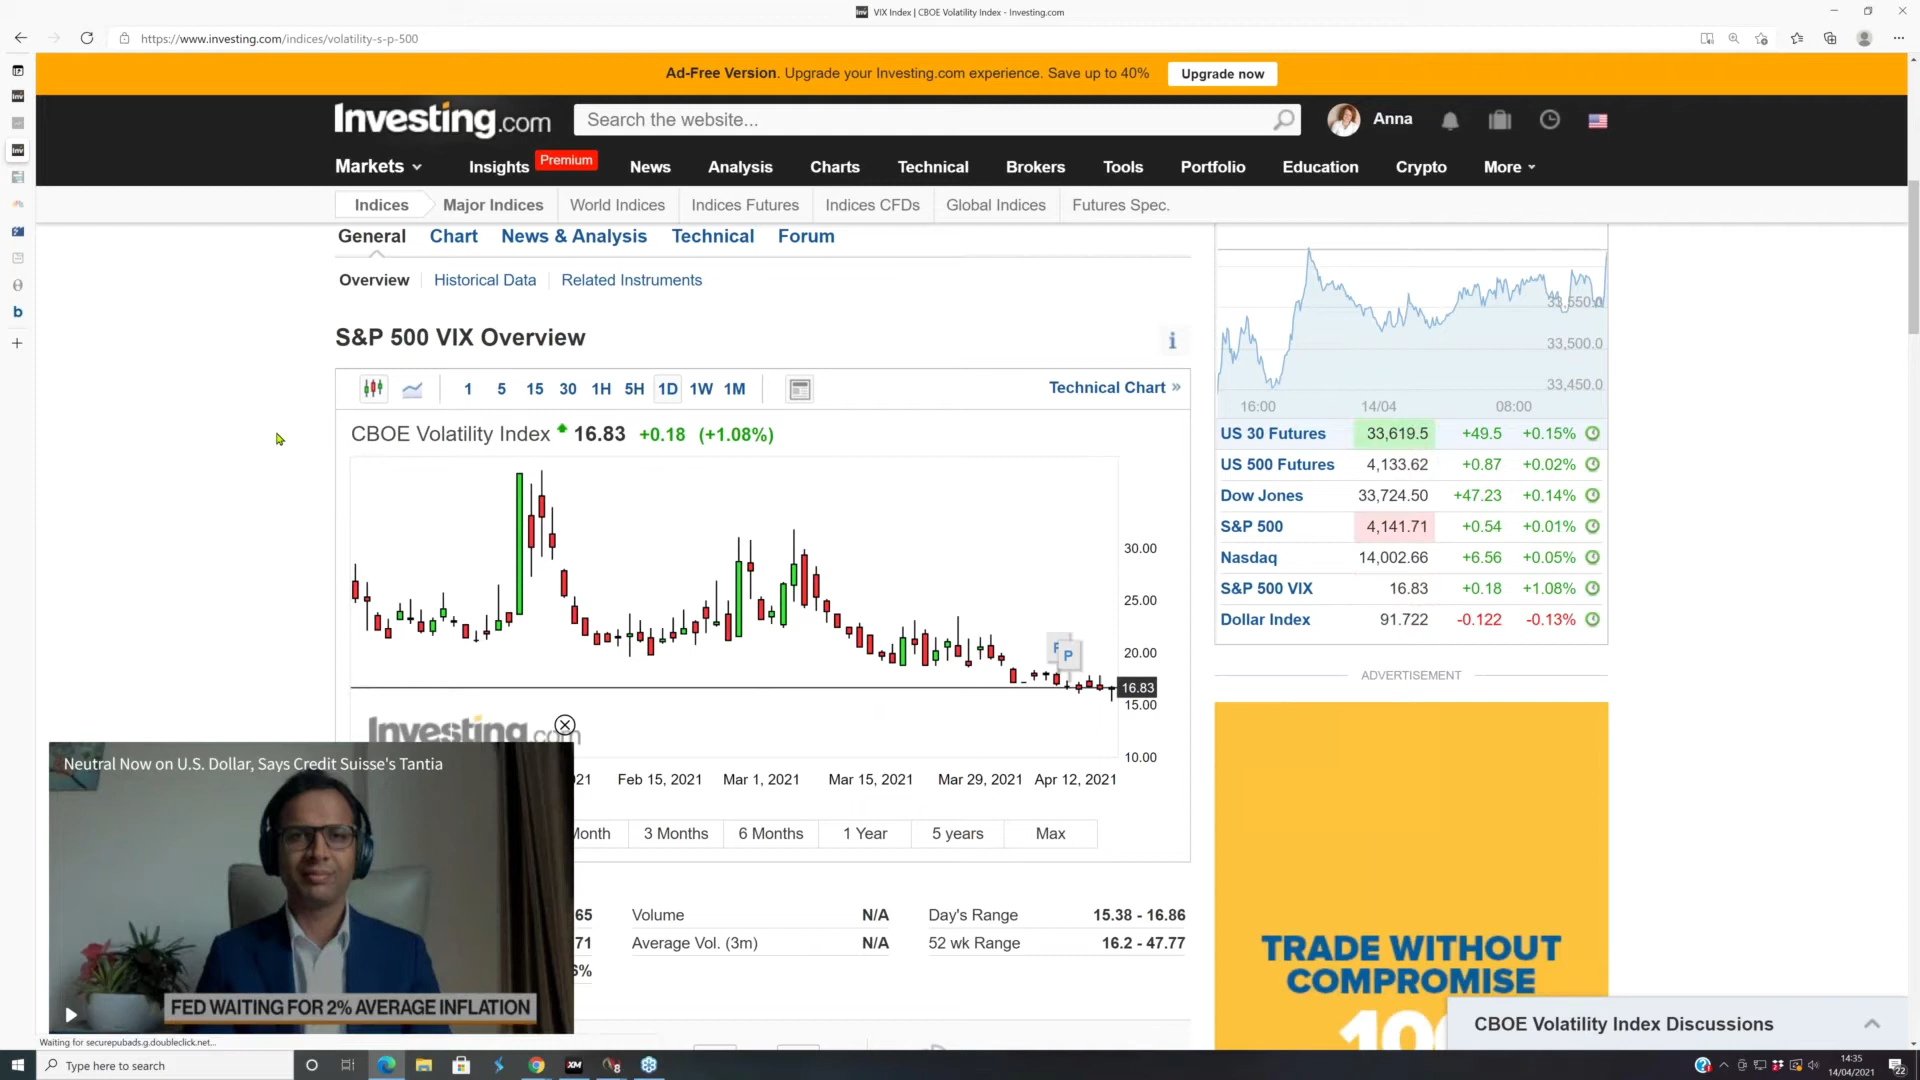 VIX Index | CBOE Volatility Index - Investing.com
https://www.investing.com/indices/volatility-s-p-500
Ad-Free Version. Upgrade your Investing.com experience. Save up to 40%
Upgrade now
Investing.com
Search the website...
Anna
Markets
Insights
Premium
News
Analysis
Charts
Technical
Brokers
Tools
Portfolio
Education
Crypto
More
Indices
Major Indices
World Indices
Indices Futures
Indices CFDs
Global Indices
Futures Spec.
General
Chart
News & Analysis
Technical
Forum
Overview
Historical Data
Related Instruments
S&P 500 VIX Overview
1 5 15 30 1H 5H 1D 1W 1M
Technical Chart »
CBOE Volatility Index 16.83 +0.18 (+1.08%)
30.00
25.00
20.00
16.83
15.00
10.00
P
Investing.com
21
Feb 15, 2021
Mar 1, 2021
Mar 15, 2021
Mar 29, 2021
Apr 12, 2021
Month
3 Months
6 Months
1 Year
5 years
Max
65
Volume N/A
Day's Range 15.38 - 16.86
71
Average Vol. (3m) N/A
52 wk Range 16.2 - 47.77
6%
Neutral Now on U.S. Dollar, Says Credit Suisse's Tantia
FED WAITING FOR 2% AVERAGE INFLATION
33,550.0
33,500.0
33,450.0
16:00 14/04 08:00
US 30 Futures 33,619.5 +49.5 +0.15%
US 500 Futures 4,133.62 +0.87 +0.02%
Dow Jones 33,724.50 +47.23 +0.14%
S&P 500 4,141.71 +0.54 +0.01%
Nasdaq 14,002.66 +6.56 +0.05%
S&P 500 VIX 16.83 +0.18 +1.08%
Dollar Index 91.722 -0.122 -0.13%
ADVERTISEMENT
TRADE WITHOUT
COMPROMISE
CBOE Volatility Index Discussions
Waiting for securepubads.g.doubleclick.net...
Type here to search
14:35
14/04/2021
22